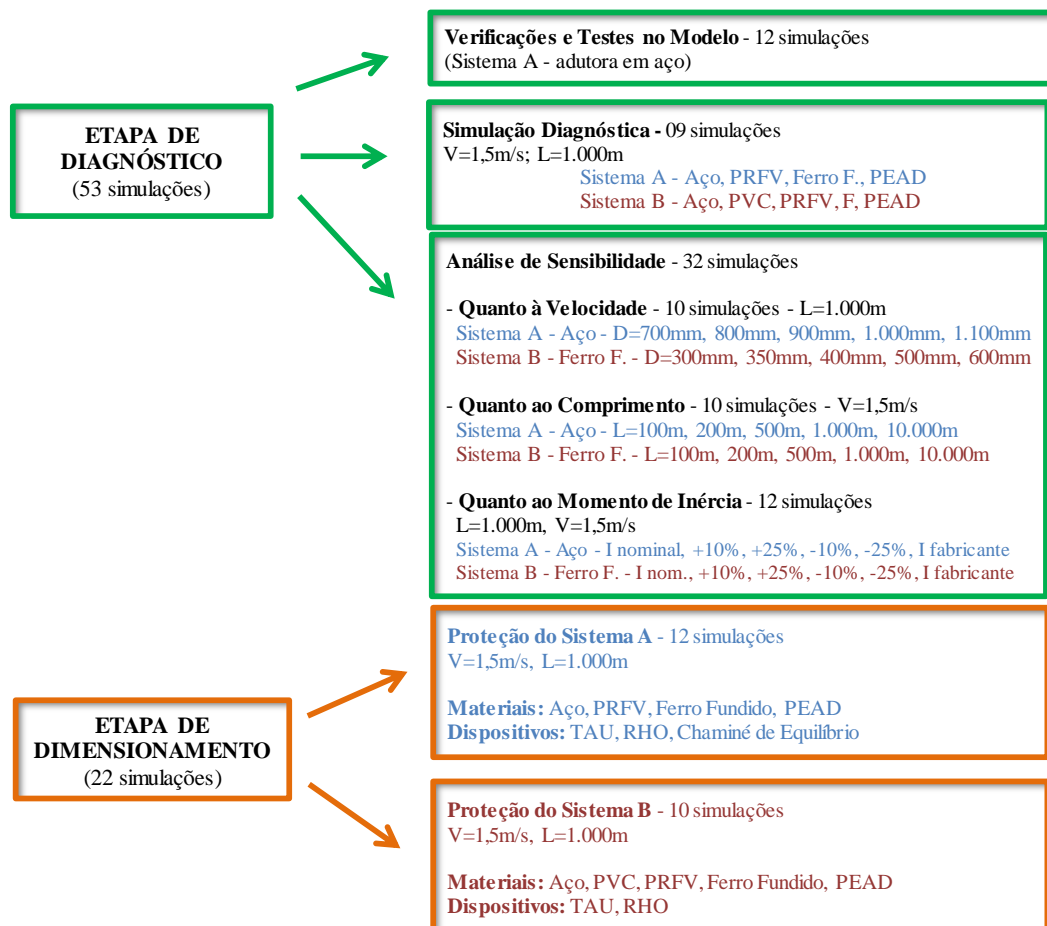 Verificações e Testes no Modelo - 12 simulações
(Sistema A - adutora em aço)
ETAPA DE
DIAGNÓSTICO
(53 simulações)
Simulação Diagnóstica - 09 simulações
V=1,5m/s; L=1.000m
Sistema A - Aço, PRFV, Ferro F., PEAD
Sistema B - Aço, PVC, PRFV, F, PEAD
Análise de Sensibilidade - 32 simulações
- Quanto à Velocidade - 10 simulações - L=1.000m
Sistema A - Aço - D=700mm, 800mm, 900mm, 1.000mm, 1.100mm
Sistema B - Ferro F. - D=300mm, 350mm, 400mm, 500mm, 600mm
- Quanto ao Comprimento - 10 simulações - V=1,5m/s
Sistema A - Aço - L=100m, 200m, 500m, 1.000m, 10.000m
Sistema B - Ferro F. - L=100m, 200m, 500m, 1.000m, 10.000m
- Quanto ao Momento de Inércia - 12 simulações
L=1.000m, V=1,5m/s
Sistema A - Aço - I nominal, +10%, +25%, -10%, -25%, I fabricante
Sistema B - Ferro F. - I nom., +10%, +25%, -10%, -25%, I fabricante
ETAPA DE
DIMENSIONAMENTO
(22 simulações)
Proteção do Sistema A - 12 simulações
V=1,5m/s, L=1.000m
Materiais: Aço, PRFV, Ferro Fundido, PEAD
Dispositivos: TAU, RHO, Chaminé de Equilíbrio
Proteção do Sistema B - 10 simulações
V=1,5m/s, L=1.000m
Materiais: Aço, PVC, PRFV, Ferro Fundido, PEAD
Dispositivos: TAU, RHO